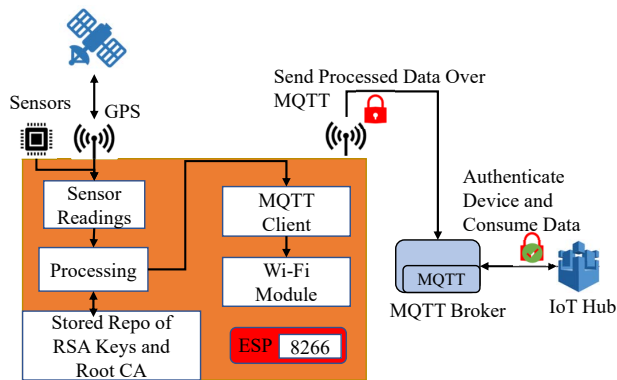 Send Processed Data Over
MQTT
Sensors
GPS
Sensor
Readings
MQTT
Client
Processing
Wi-Fi
Module
Stored Repo of
RSA Keys and
Root CA
ESP
8266
Authenticate
Device and
Consume Data
MQTT
MQTT Broker
IoT Hub